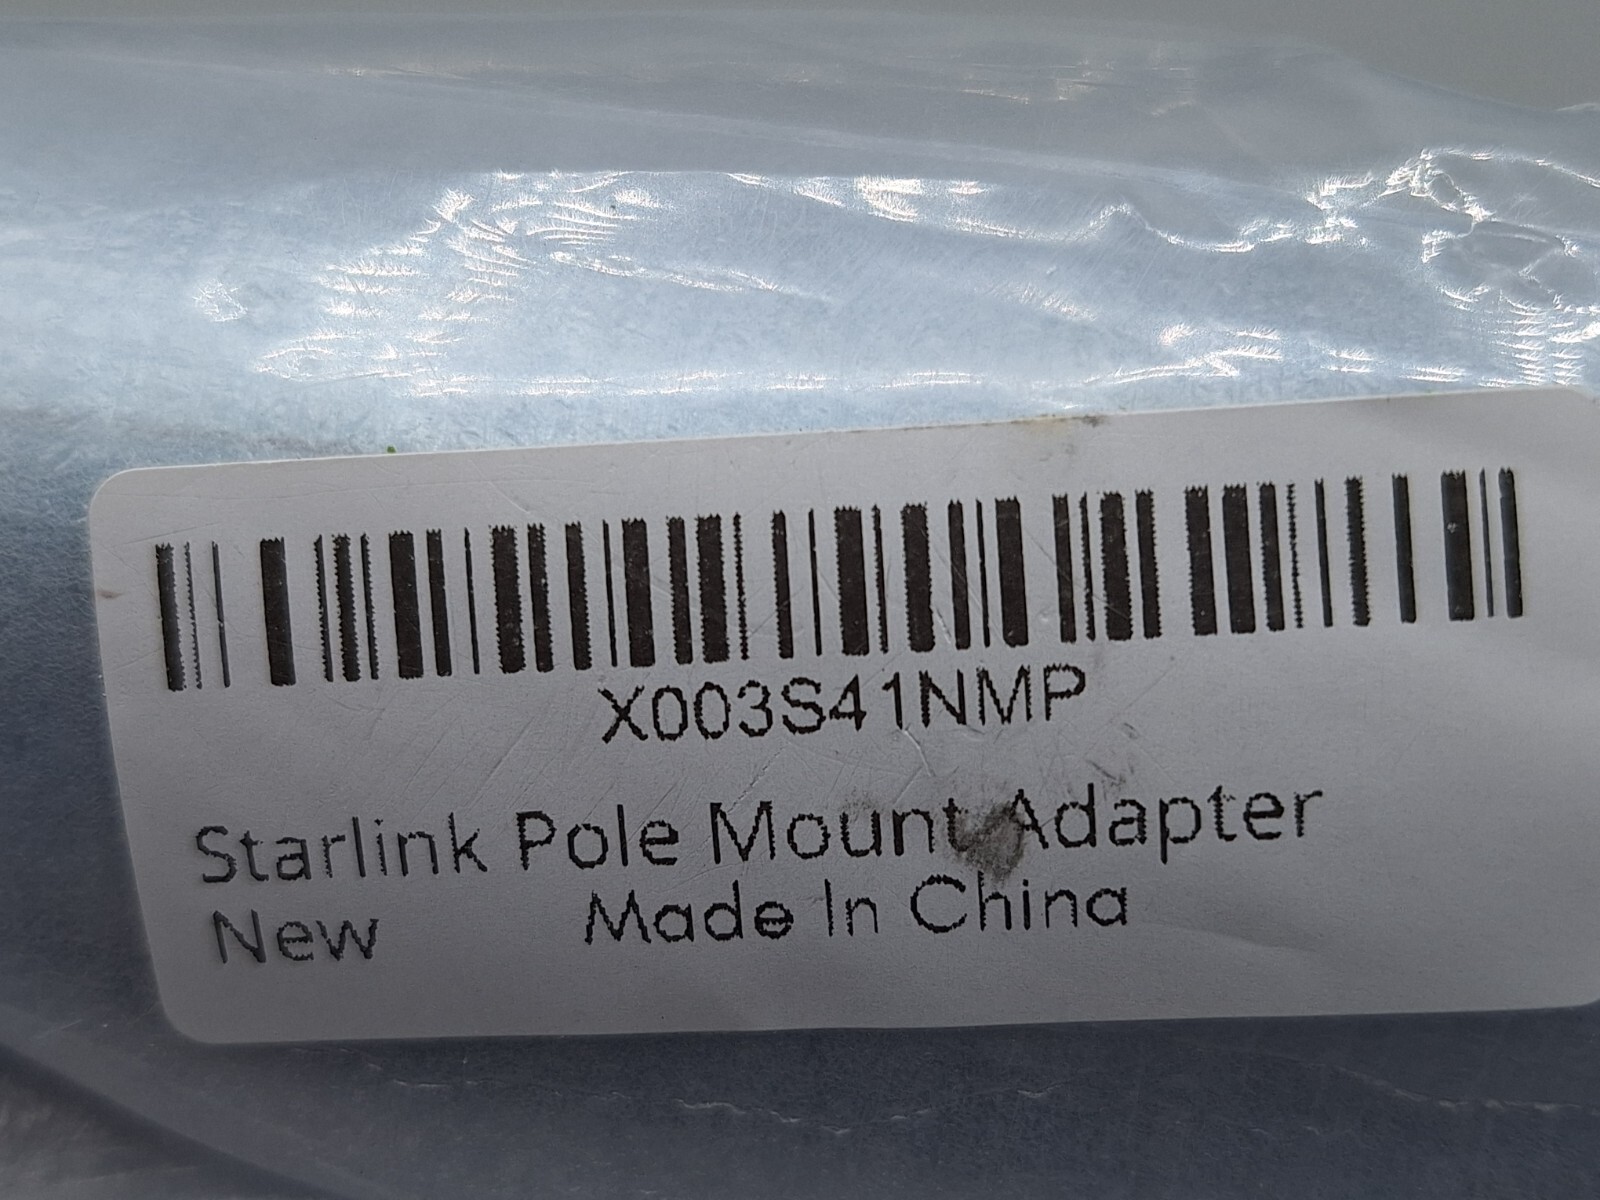 X003S41NMP
Starlink Pole Mount Adapter
New Made In China